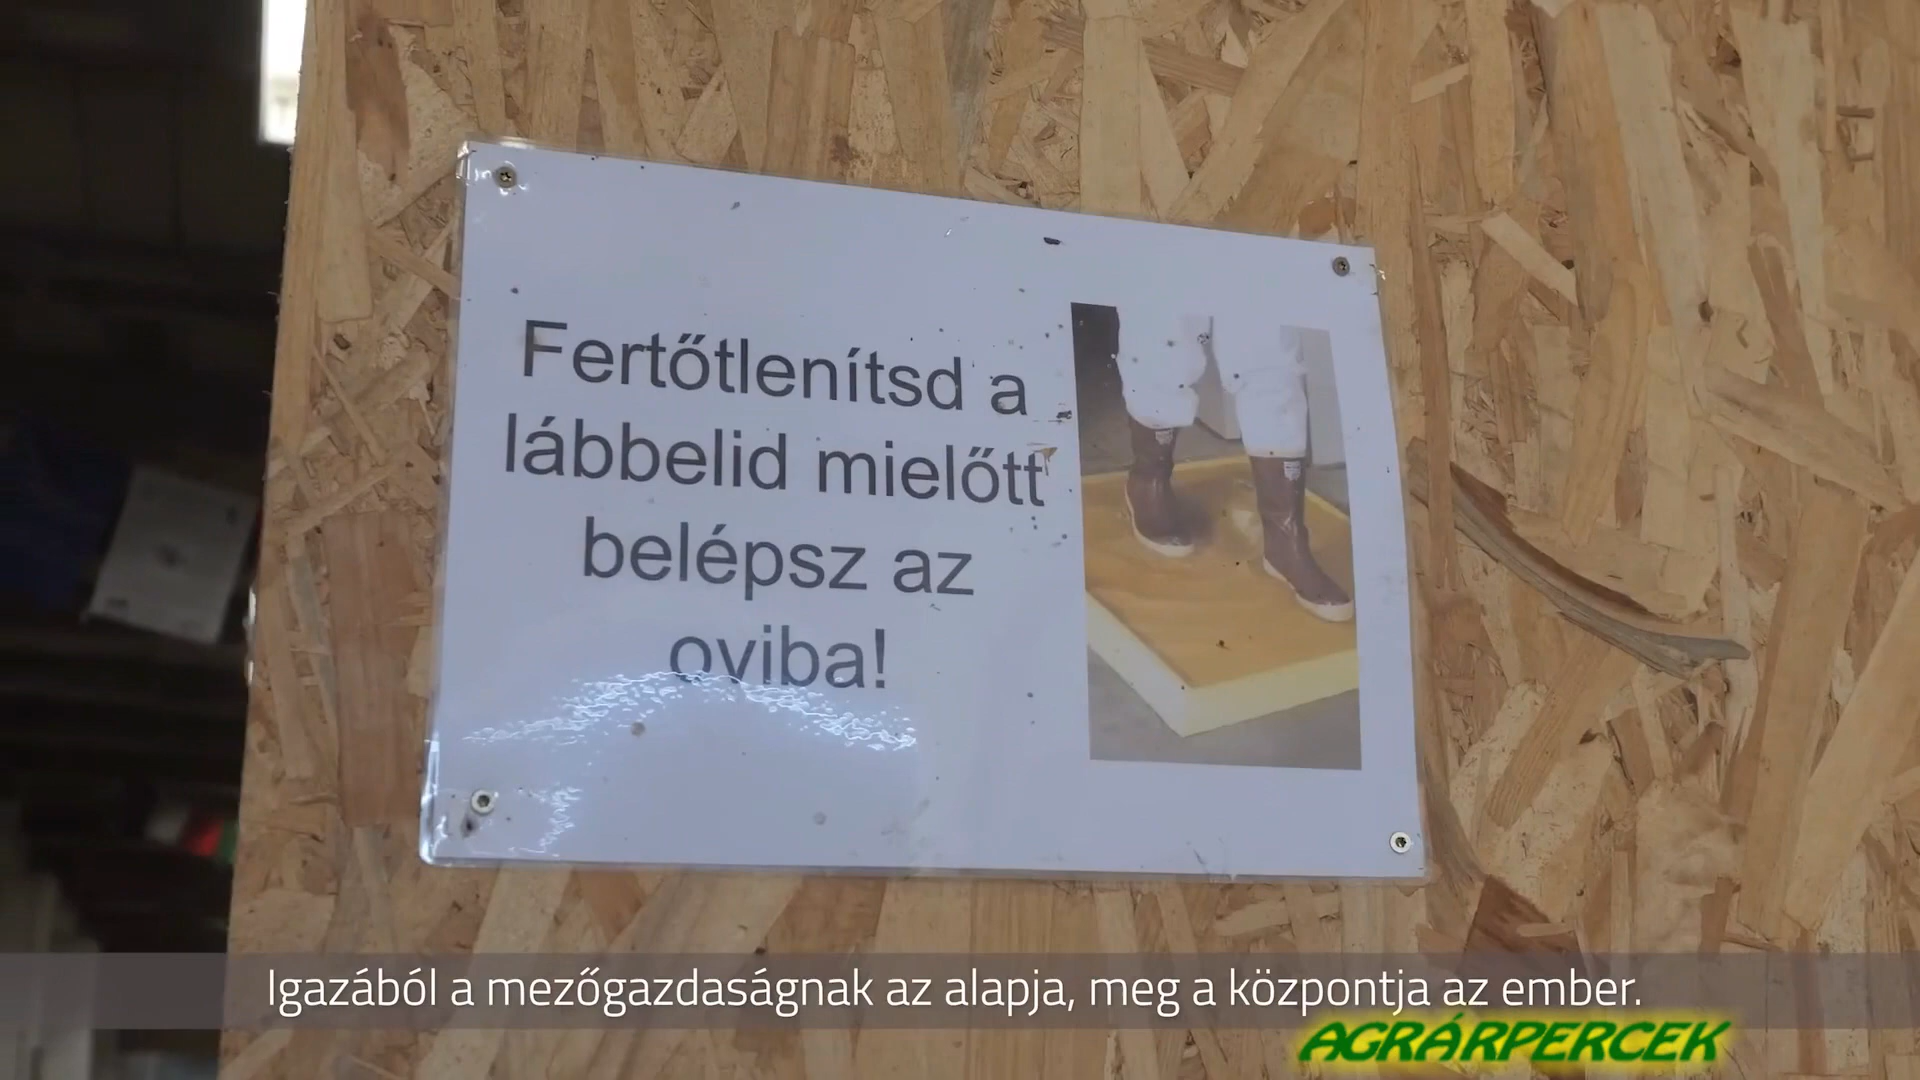 Fertőtlenítsd a
lábbelid mielőtt
belépsz az
oviba!
Igazából a mezőgazdaságnak az alapja, meg a központja az ember.
AGRÁRPERCEK